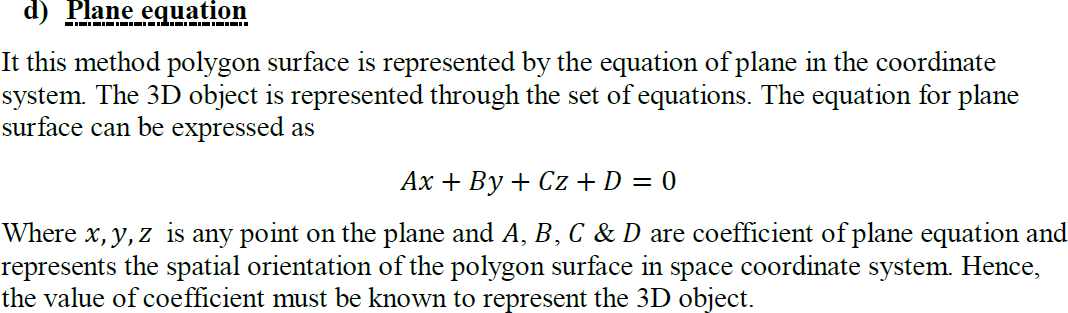 d) Plane equation
It this method polygon surface is represented by the equation of plane in the coordinate
system. The 3D object is represented through the set of equations. The equation for plane
surface can be expressed as
Ax + By + Cz + D = 0
Where x, y, z is any point on the plane and A, B, C & D are coefficient of plane equation and
represents the spatial orientation of the polygon surface in space coordinate system. Hence,
the value of coefficient must be known to represent the 3D object.